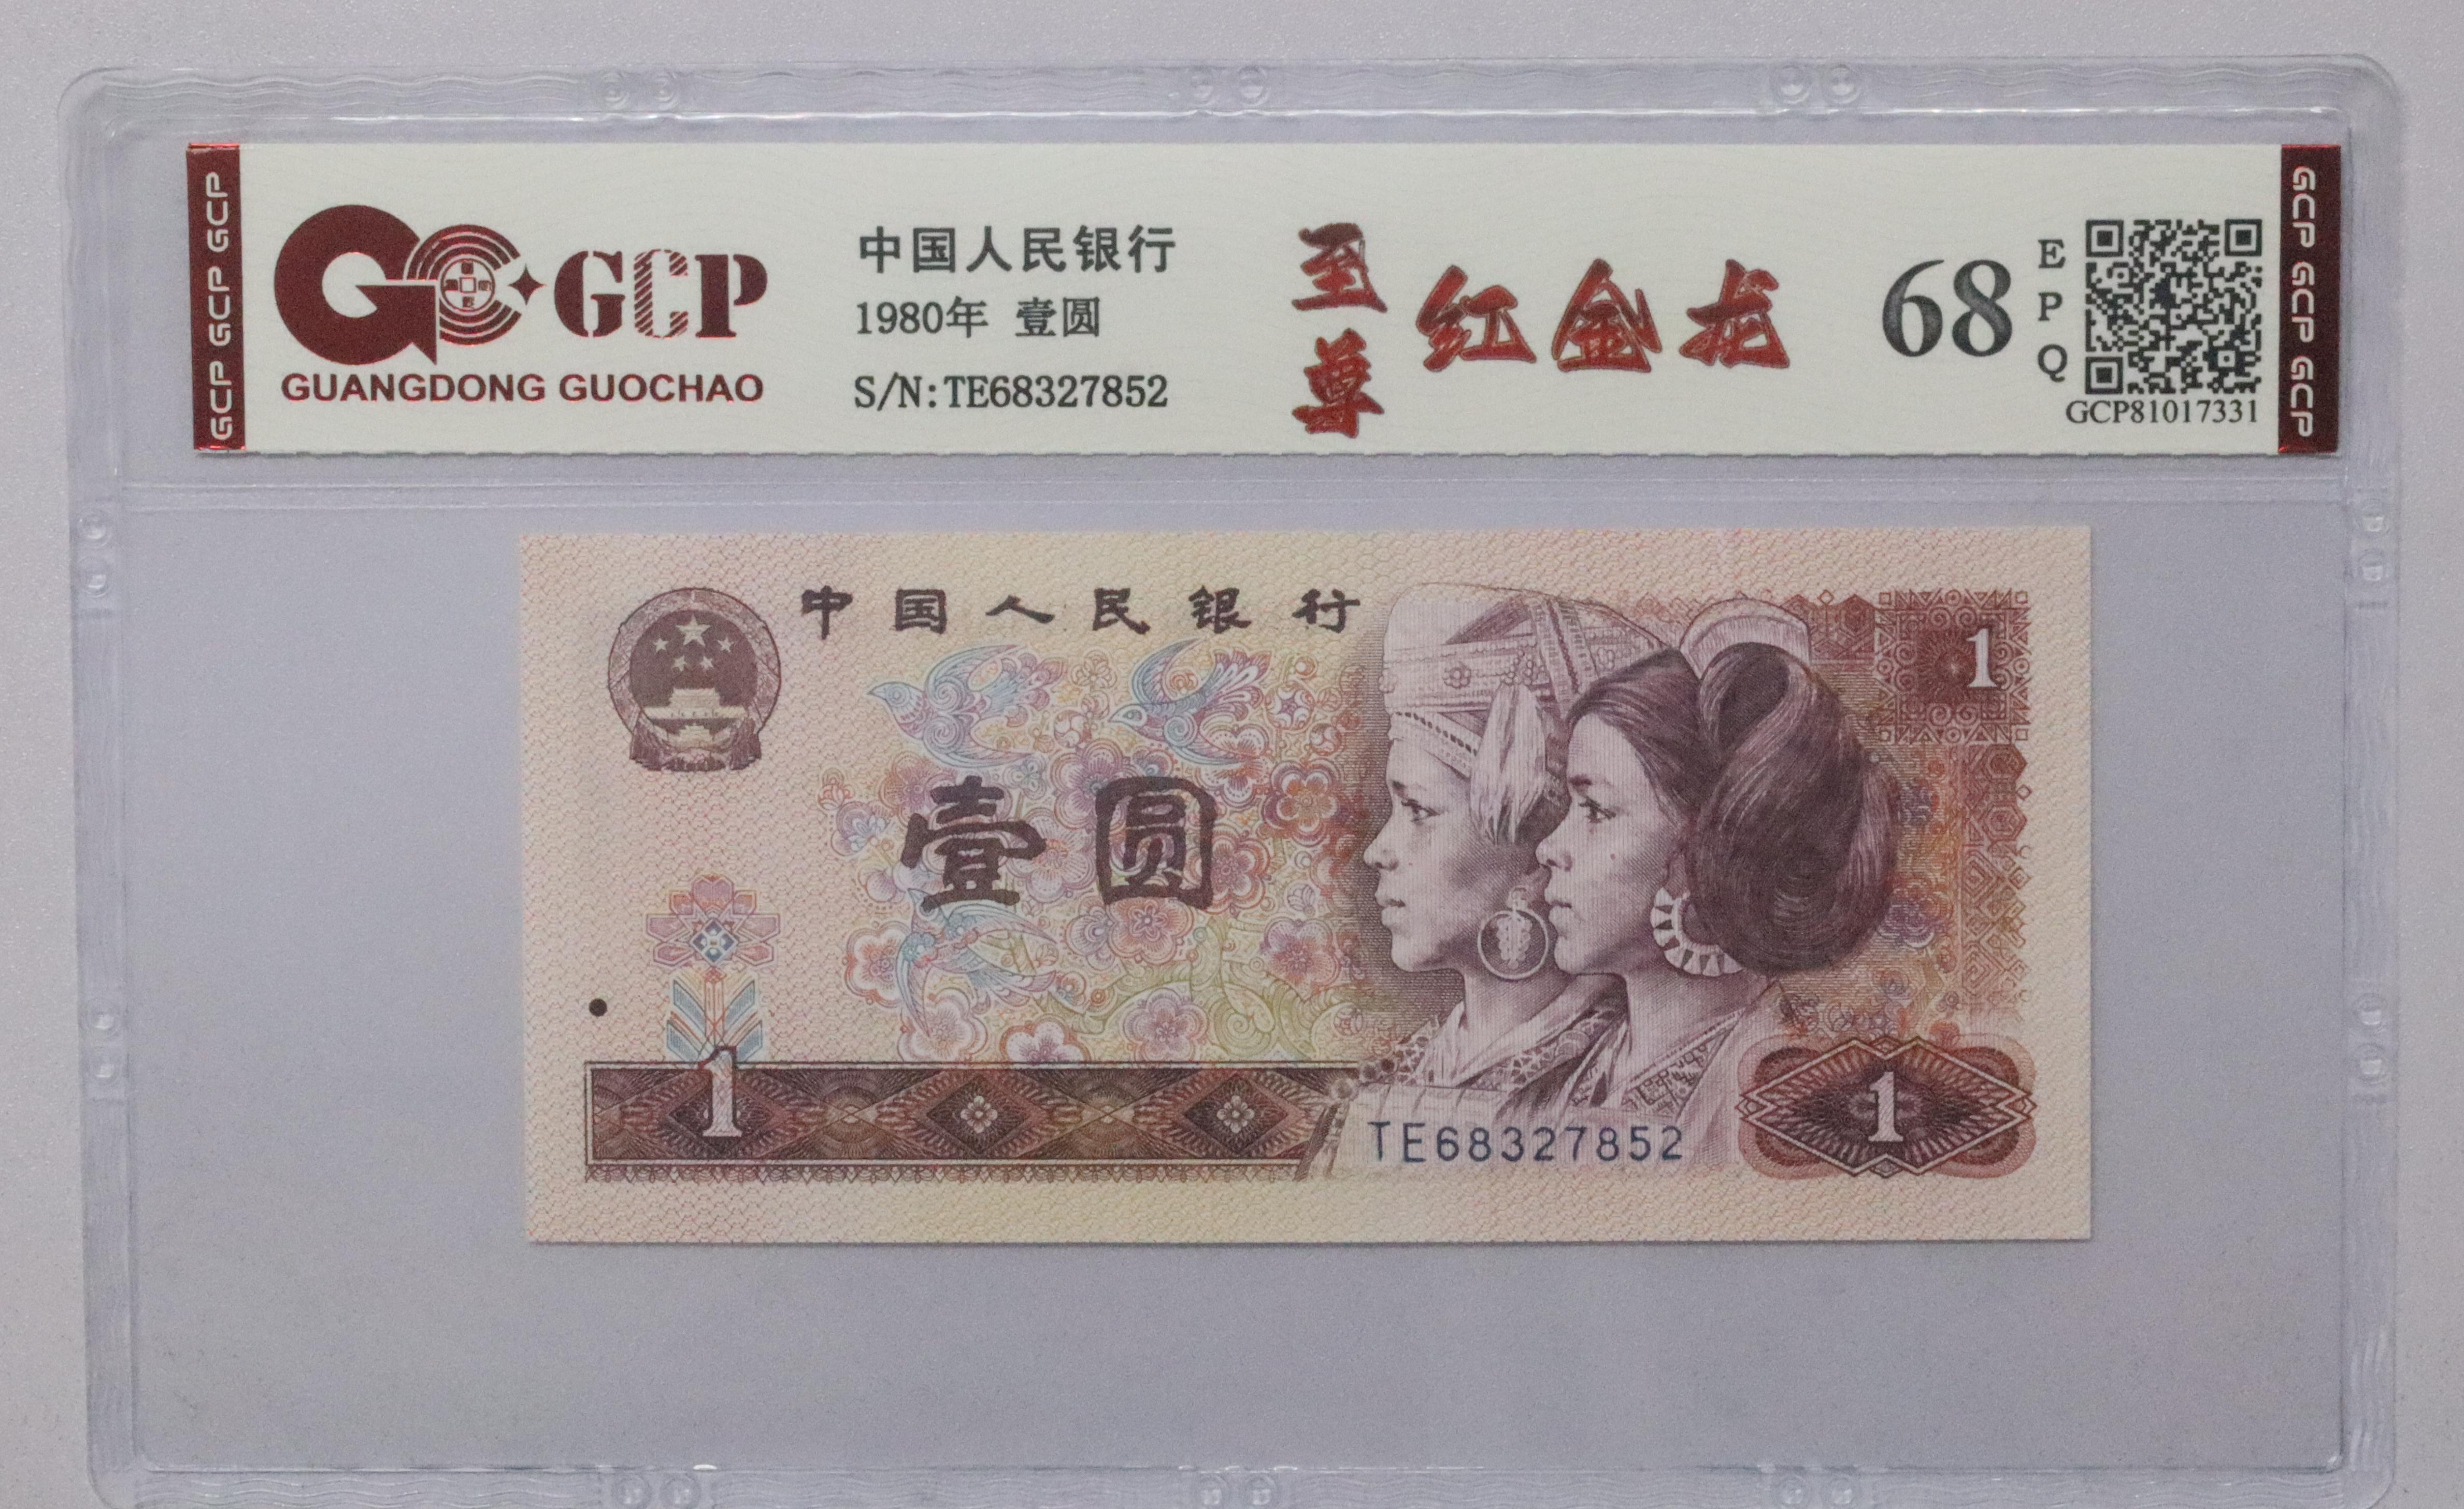 GCP GCP GCP
GCP
GUANGDONG GUOCHAO
中国人民银行
1980年 壹圆
S/N:TE68327852
至尊
红金龙
68
EPQ
GCP81017331
GCP GCP GCP
中国人民银行
1
壹圆
1
TE68327852
1